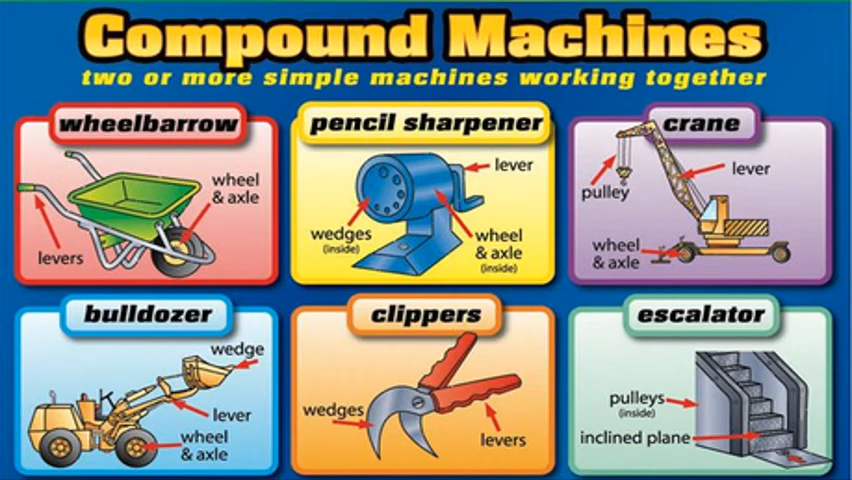 Compound Machines
two or more simple machines working together
wheelbarrow
wheel
& axle
levers
pencil sharpener
lever
wedges
(inside)
wheel
& axle
(inside)
crane
pulley
lever
wheel
& axle
bulldozer
wedge
lever
wheel
& axle
clippers
wedges
levers
escalator
pulleys
(inside)
inclined plane